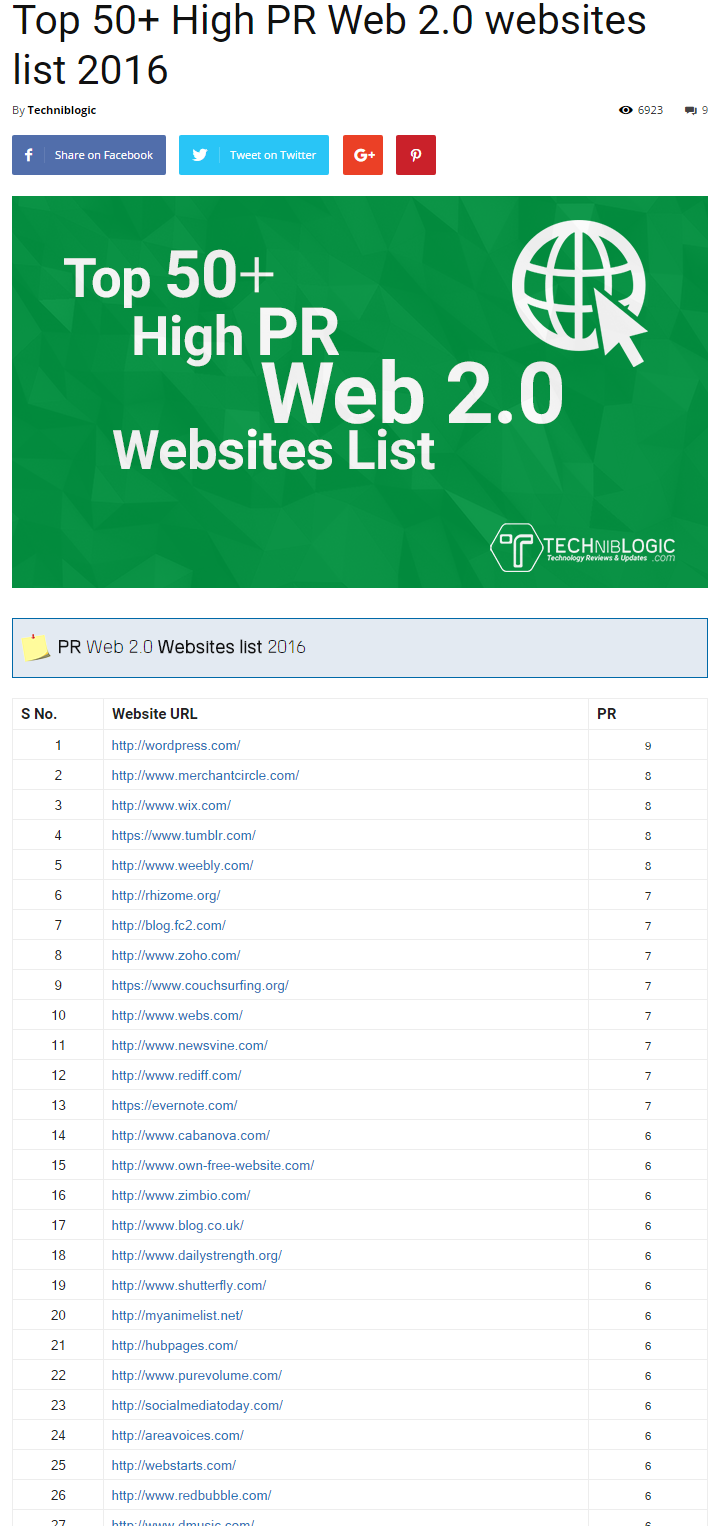 Top 50+ High PR Web 2.0 websites
list 2016
By Techniblogic
6923
9
Share on Facebook
Tweet on Twitter
G+
Top 50+
High PR
Web 2.0
Websites List
TECHNIBLOGIC
Technology Reviews & Updates .com
PR Web 2.0 Websites list 2016
S No. Website URL PR
1 http://wordpress.com/ 9
2 http://www.merchantcircle.com/ 8
3 http://www.wix.com/ 8
4 https://www.tumblr.com/ 8
5 http://www.weebly.com/ 8
6 http://rhizome.org/ 7
7 http://blog.fc2.com/ 7
8 http://www.zoho.com/ 7
9 https://www.couchsurfing.org/ 7
10 http://www.webs.com/ 7
11 http://www.newsvine.com/ 7
12 http://www.rediff.com/ 7
13 https://evernote.com/ 7
14 http://www.cabanova.com/ 6
15 http://www.own-free-website.com/ 6
16 http://www.zimbio.com/ 6
17 http://www.blog.co.uk/ 6
18 http://www.dailystrength.org/ 6
19 http://www.shutterfly.com/ 6
20 http://myanimelist.net/ 6
21 http://hubpages.com/ 6
22 http://www.purevolume.com/ 6
23 http://socialmediatoday.com/ 6
24 http://areavoices.com/ 6
25 http://webstarts.com/ 6
26 http://www.redbubble.com/ 6
27 http://www.dmusic.com/ 6